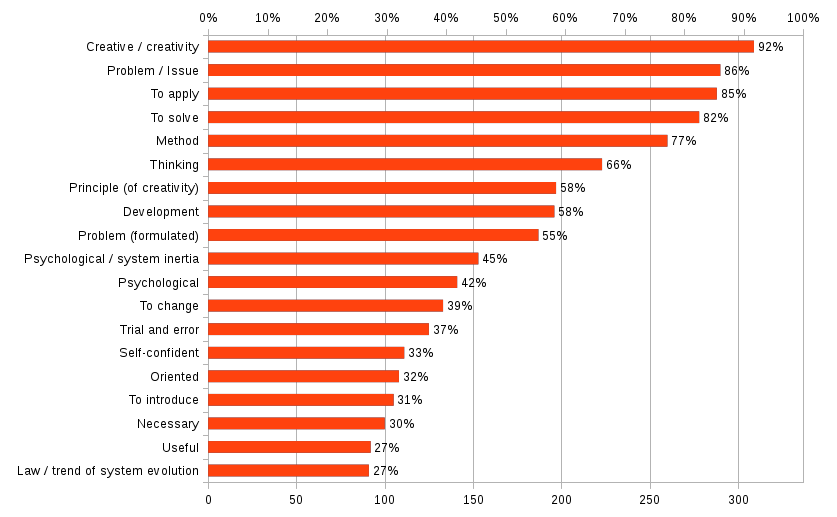 0% 10% 20% 30% 40% 50% 60% 70% 80% 90% 100%
Creative / creativity 92%
Problem / Issue 86%
To apply 85%
To solve 82%
Method 77%
Thinking 66%
Principle (of creativity) 58%
Development 58%
Problem (formulated) 55%
Psychological / system inertia 45%
Psychological 42%
To change 39%
Trial and error 37%
Self-confident 33%
Oriented 32%
To introduce 31%
Necessary 30%
Useful 27%
Law / trend of system evolution 27%
0 50 100 150 200 250 300